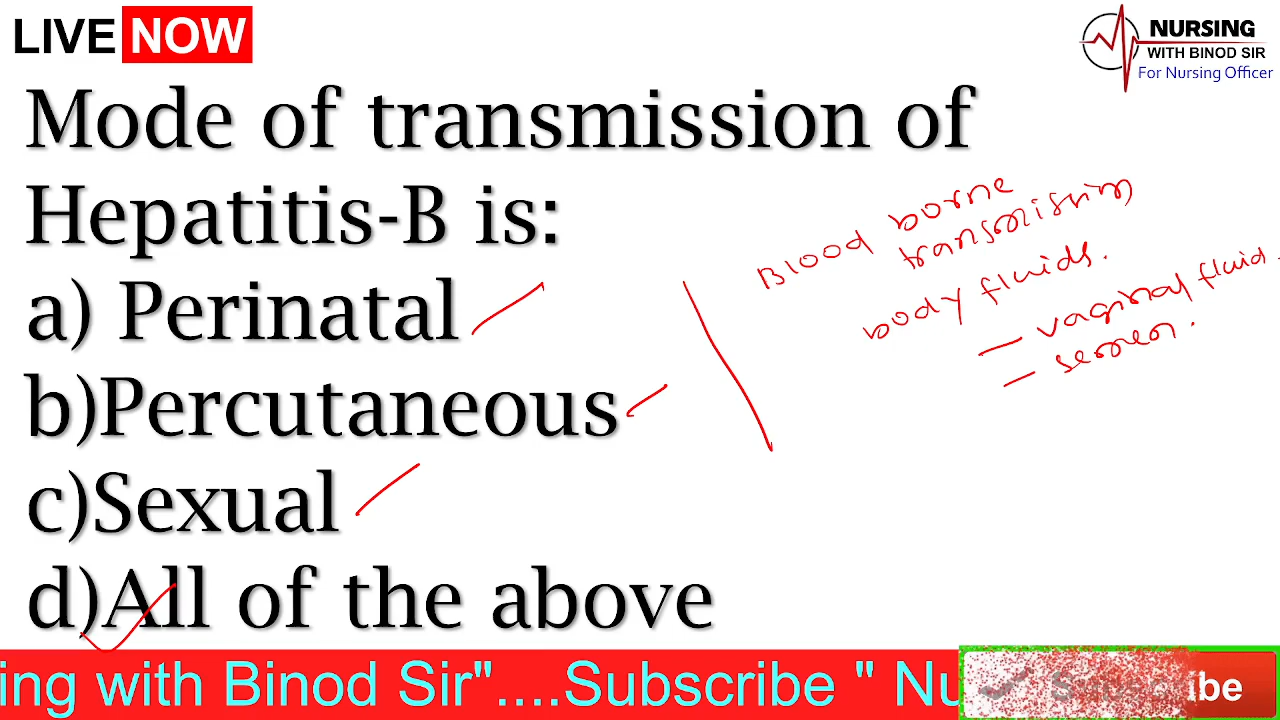 LIVE NOW
NURSING
WITH BINOD SIR
For Nursing Officer
Mode of transmission of
Hepatitis-B is:
a) Perinatal
b)Percutaneous
c)Sexual
d)All of the above
Blood borne
transmission
body fluids.
— vaginal fluid.
— semen.
ing with Binod Sir"....Subscribe " Nu
Subscribe